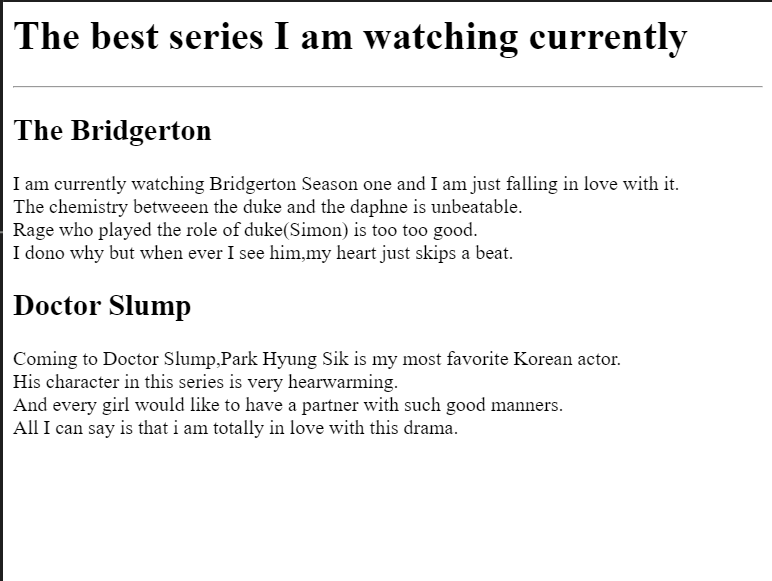 The best series I am watching currently
The Bridgerton
I am currently watching Bridgerton Season one and I am just falling in love with it.
The chemistry betweeen the duke and the daphne is unbeatable.
Rage who played the role of duke(Simon) is too too good.
I dono why but when ever I see him,my heart just skips a beat.
Doctor Slump
Coming to Doctor Slump,Park Hyung Sik is my most favorite Korean actor.
His character in this series is very hearwarming.
And every girl would like to have a partner with such good manners.
All I can say is that i am totally in love with this drama.